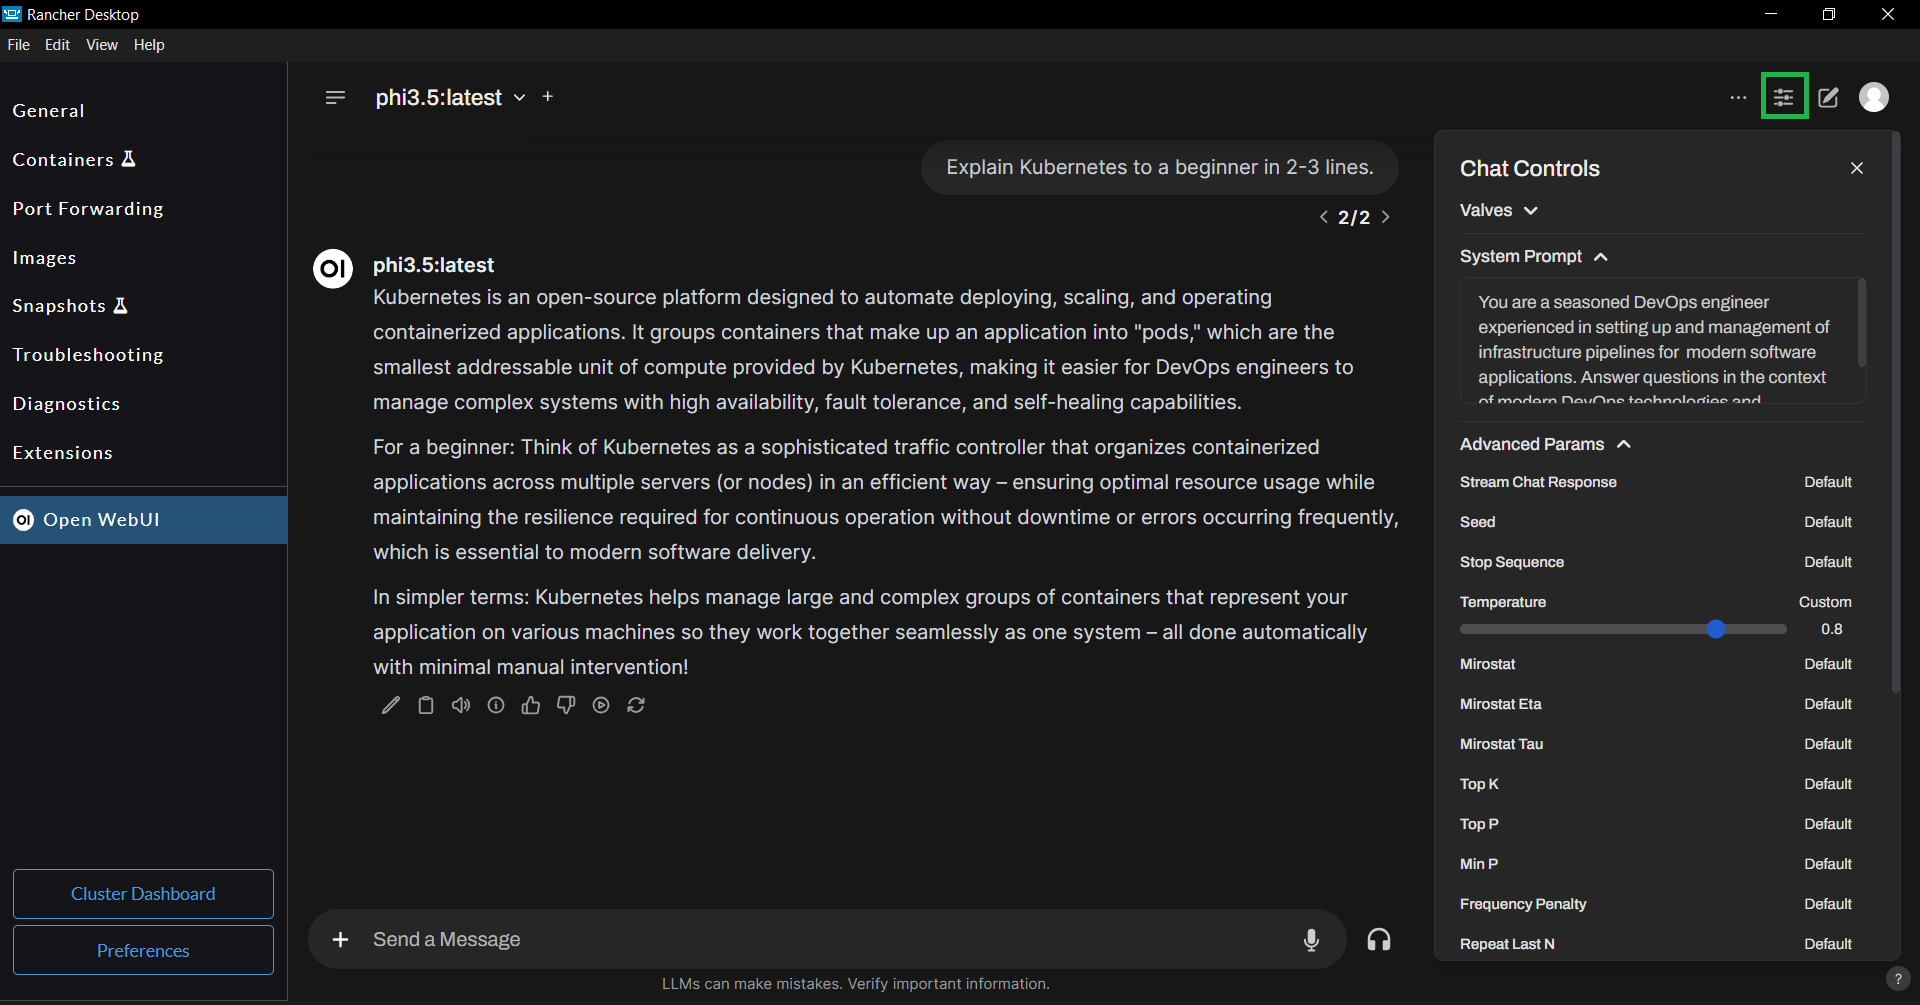 Rancher Desktop
File Edit View Help
General
Containers
Port Forwarding
Images
Snapshots
Troubleshooting
Diagnostics
Extensions
OI Open WebUI
Cluster Dashboard
Preferences
phi3.5:latest
Explain Kubernetes to a beginner in 2-3 lines.
2/2
OI
phi3.5:latest
Kubernetes is an open-source platform designed to automate deploying, scaling, and operating
containerized applications. It groups containers that make up an application into "pods," which are the
smallest addressable unit of compute provided by Kubernetes, making it easier for DevOps engineers to
manage complex systems with high availability, fault tolerance, and self-healing capabilities.
For a beginner: Think of Kubernetes as a sophisticated traffic controller that organizes containerized
applications across multiple servers (or nodes) in an efficient way – ensuring optimal resource usage while
maintaining the resilience required for continuous operation without downtime or errors occurring frequently,
which is essential to modern software delivery.
In simpler terms: Kubernetes helps manage large and complex groups of containers that represent your
application on various machines so they work together seamlessly as one system – all done automatically
with minimal manual intervention!
Send a Message
LLMs can make mistakes. Verify important information.
Chat Controls
Valves
System Prompt
You are a seasoned DevOps engineer
experienced in setting up and management of
infrastructure pipelines for modern software
applications. Answer questions in the context
of modern DevOps technologies and
Advanced Params
Stream Chat Response Default
Seed Default
Stop Sequence Default
Temperature Custom
0.8
Mirostat Default
Mirostat Eta Default
Mirostat Tau Default
Top K Default
Top P Default
Min P Default
Frequency Penalty Default
Repeat Last N Default
?